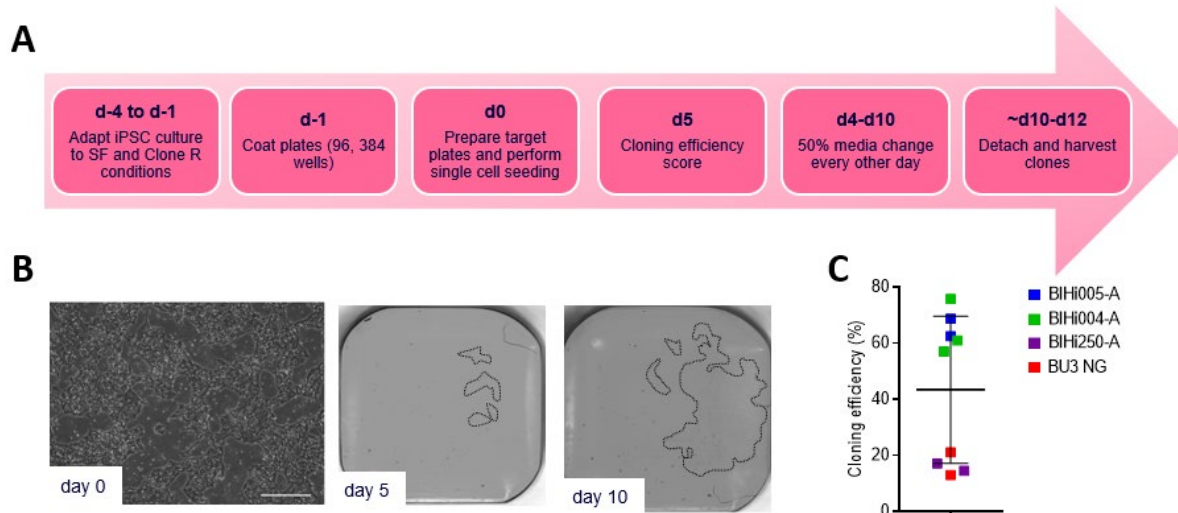 A
d-4 to d-1
Adapt iPSC culture
to SF and Clone R
conditions
d-1
Coat plates (96, 384
wells)
d0
Prepare target
plates and perform
single cell seeding
d5
Cloning efficiency
score
d4-d10
50% media change
every other day
~d10-d12
Detach and harvest
clones
B
day 0
day 5
day 10
C
Cloning efficiency (%)
80
60
40
20
0
BIHi005-A
BIHi004-A
BIHi250-A
BU3 NG